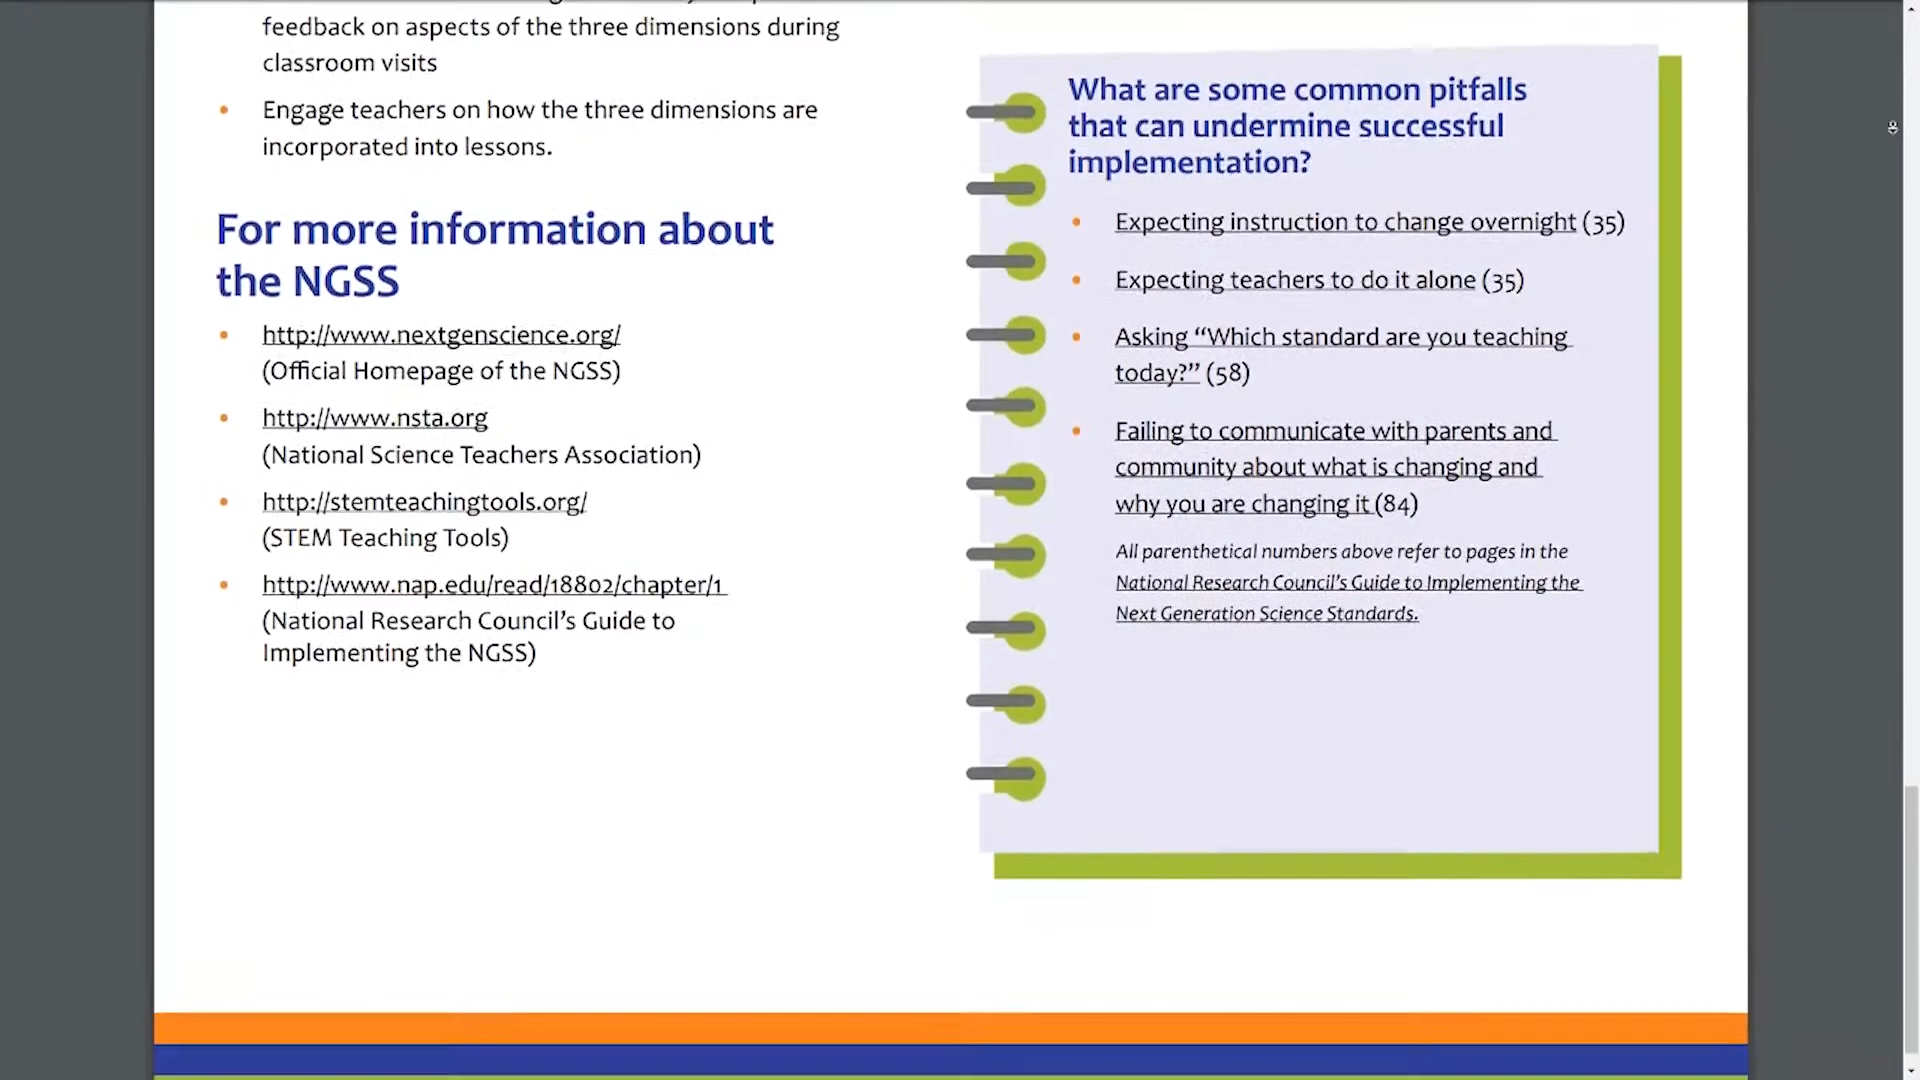 feedback on aspects of the three dimensions during
classroom visits
• Engage teachers on how the three dimensions are
incorporated into lessons.
For more information about
the NGSS
• http://www.nextgenscience.org/
(Official Homepage of the NGSS)
• http://www.nsta.org
(National Science Teachers Association)
• http://stemteachingtools.org/
(STEM Teaching Tools)
• http://www.nap.edu/read/18802/chapter/1
(National Research Council’s Guide to
Implementing the NGSS)
What are some common pitfalls
that can undermine successful
implementation?
• Expecting instruction to change overnight (35)
• Expecting teachers to do it alone (35)
• Asking “Which standard are you teaching
today?” (58)
• Failing to communicate with parents and
community about what is changing and
why you are changing it (84)
All parenthetical numbers above refer to pages in the
National Research Council’s Guide to Implementing the
Next Generation Science Standards.